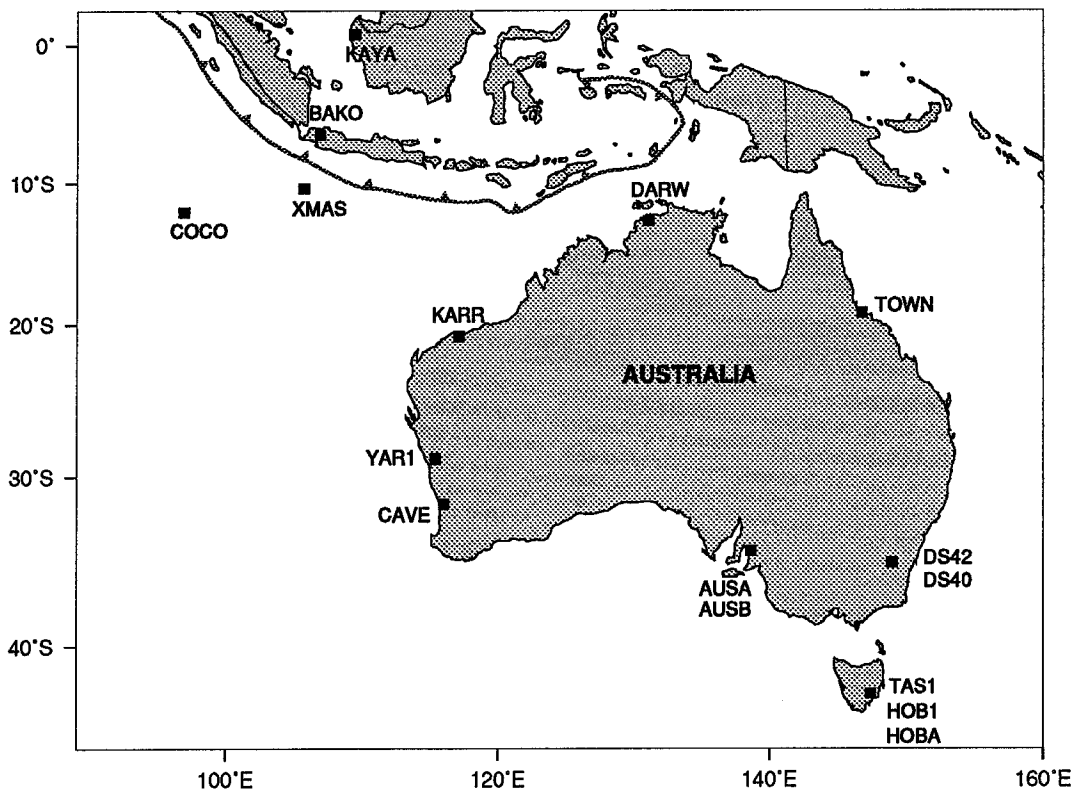 0°
KAYA
BAKO
10°S
XMAS
DARW
COCO
KARR
TOWN
20°S
AUSTRALIA
YAR1
30°S
CAVE
DS42
DS40
AUSA
AUSB
40°S
TAS1
HOB1
HOBA
100°E
120°E
140°E
160°E